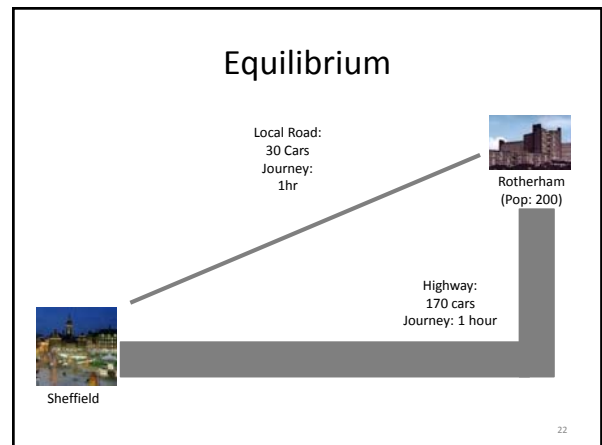 Equilibrium
Local Road:
30 Cars
Journey:
1hr
Rotherham
(Pop: 200)
Highway:
170 cars
Journey: 1 hour
Sheffield
22